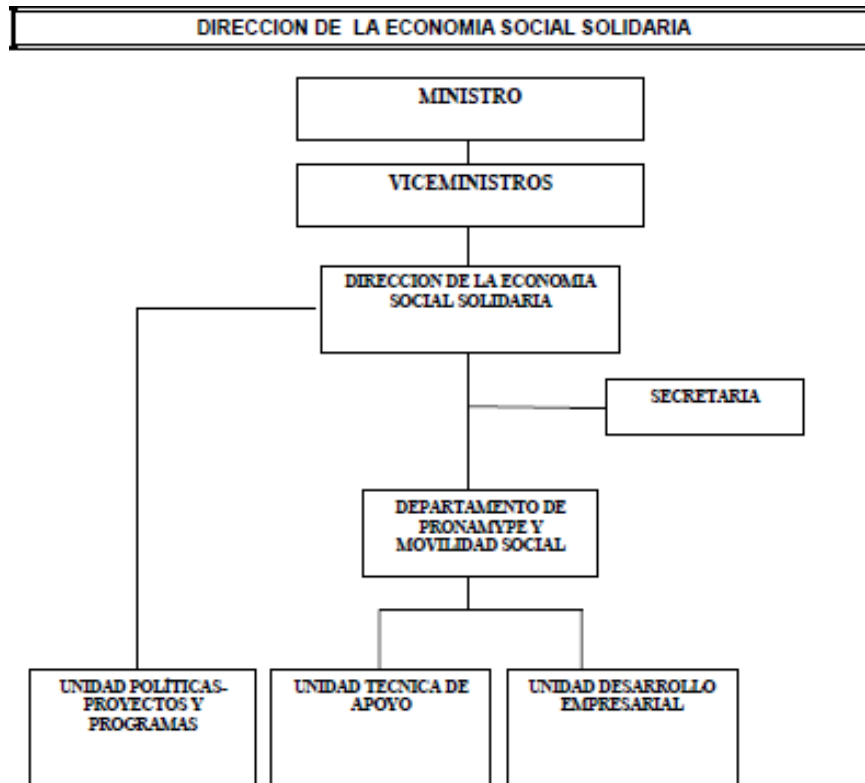 DIRECCION DE LA ECONOMIA SOCIAL SOLIDARIA
MINISTRO
VICEMINISTROS
DIRECCION DE LA ECONOMIA
SOCIAL SOLIDARIA
SECRETARIA
DEPARTAMENTO DE
PRONAMYPE Y
MOVILIDAD SOCIAL
UNIDAD POLÍTICAS-
PROYECTOS Y
PROGRAMAS
UNIDAD TECNICA DE
APOYO
UNIDAD DESARROLLO
EMPRESARIAL